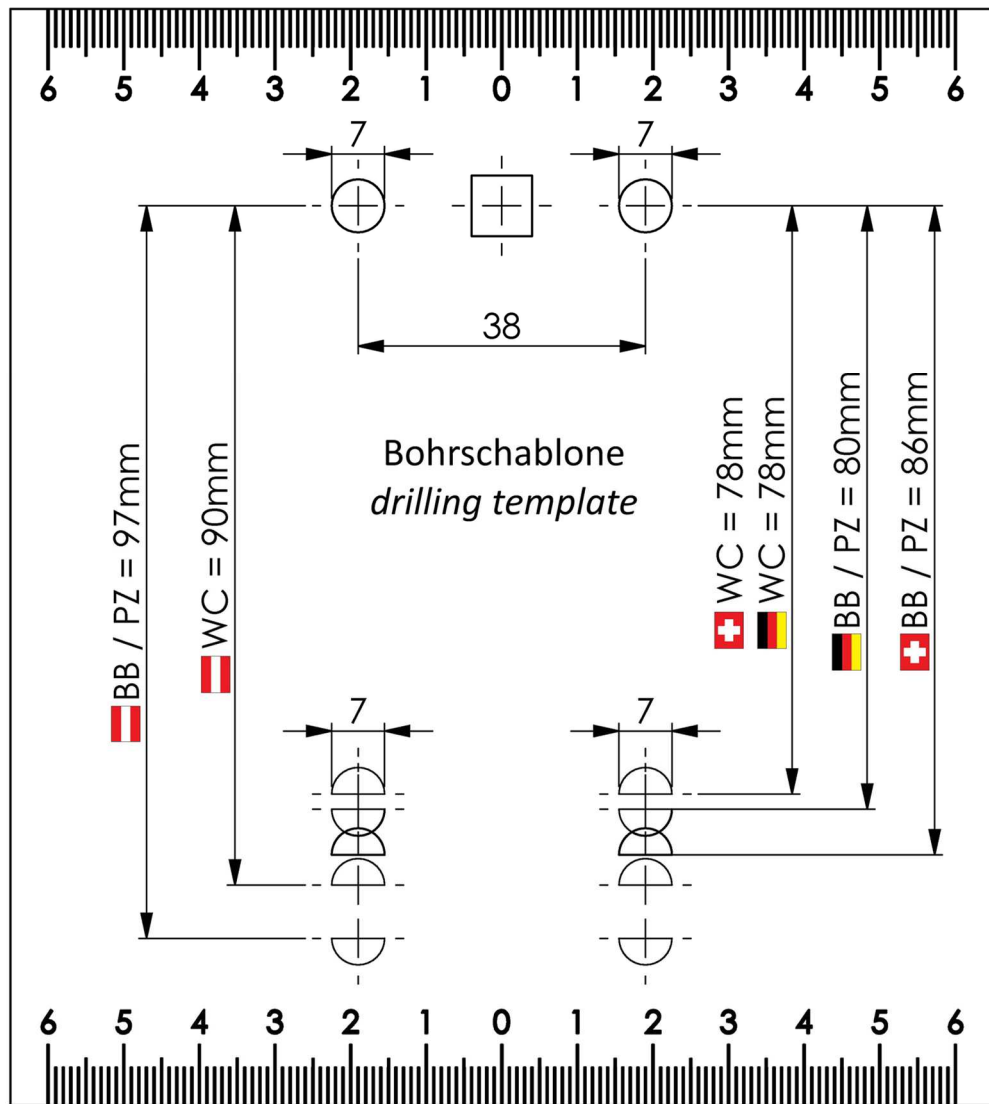 6 5 4 3 2 1 0 1 2 3 4 5 6
7 7
38
Bohrschablone
drilling template
BB / PZ = 97mm
WC = 90mm
WC = 78mm
WC = 78mm
BB / PZ = 80mm
BB / PZ = 86mm
7 7
6 5 4 3 2 1 0 1 2 3 4 5 6